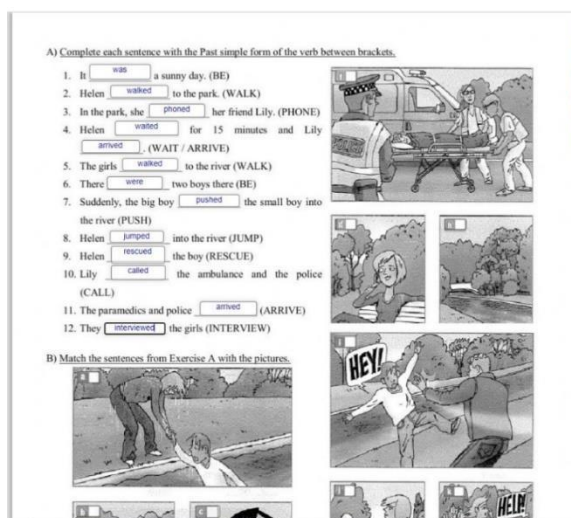 A) Complete each sentence with the Past simple form of the verb between brackets.
1. It was a sunny day. (BE)
2. Helen walked to the park. (WALK)
3. In the park, she phoned her friend Lily. (PHONE)
4. Helen waited for 15 minutes and Lily
arrived . (WAIT / ARRIVE)
5. The girls walked to the river (WALK)
6. There were two boys there (BE)
7. Suddenly, the big boy pushed the small boy into
the river (PUSH)
8. Helen jumped into the river (JUMP)
9. Helen rescued the boy (RESCUE)
10. Lily called the ambulance and the police
(CALL)
11. The paramedics and police arrived (ARRIVE)
12. They interviewed the girls (INTERVIEW)
B) Match the sentences from Exercise A with the pictures.
HEY!
HELP!